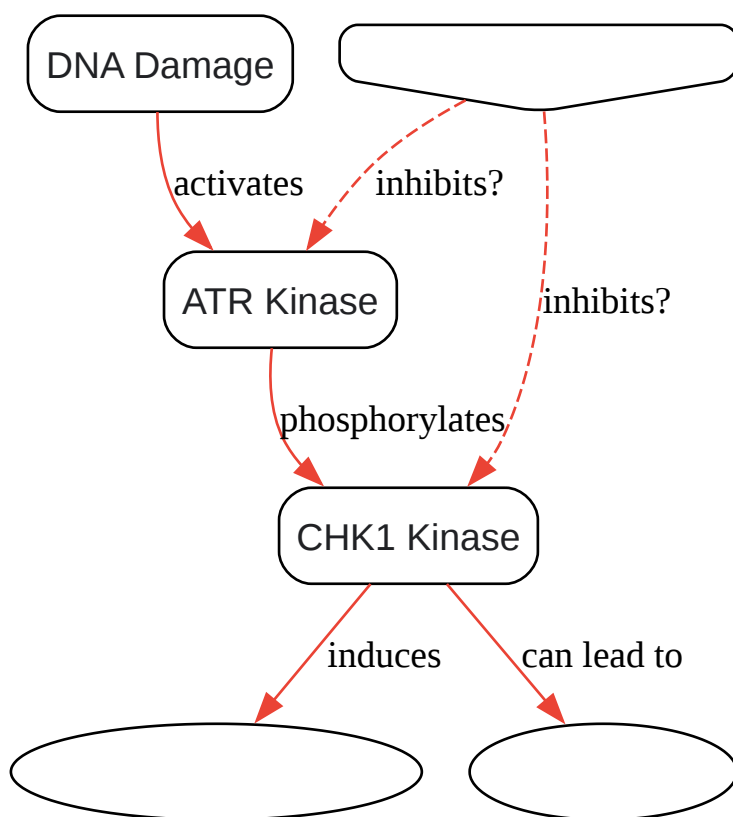 DNA Damage
activates
inhibits?
ATR Kinase
inhibits?
phosphorylates
CHK1 Kinase
induces
can lead to